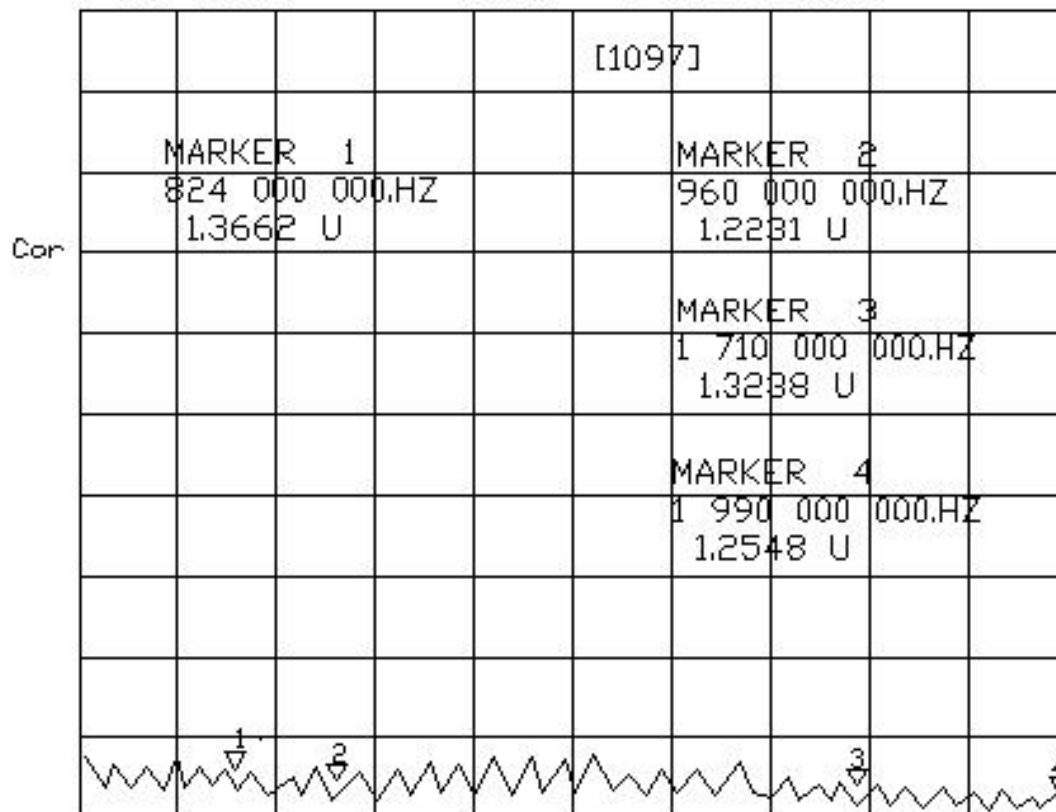 [1097]
MARKER 1
824 000 000.HZ
1.3662 U
MARKER 2
960 000 000.HZ
1.2231 U
Cor
MARKER 3
1 710 000 000.HZ
1.3238 U
MARKER 4
1 990 000 000.HZ
1.2548 U
1
2
3